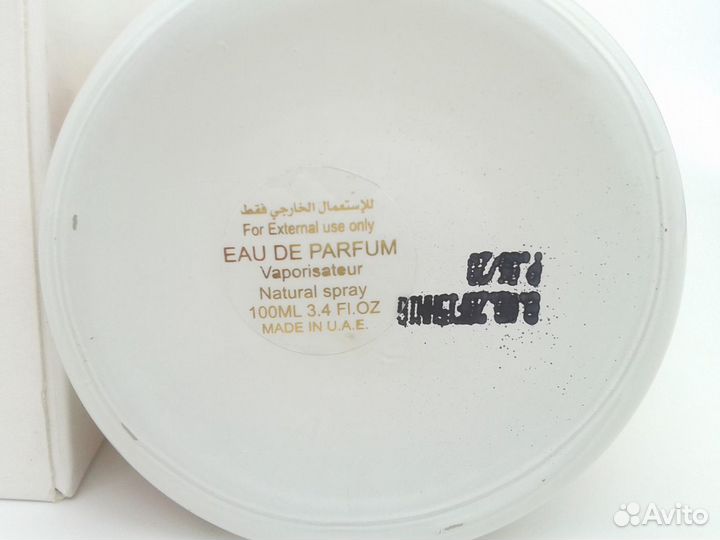 للإستعمال الخارجي فقط
For External use only
EAU DE PARFUM
Vaporisateur
Natural spray
100ML 3.4 Fl.OZ
MADE IN U.A.E.
Avito